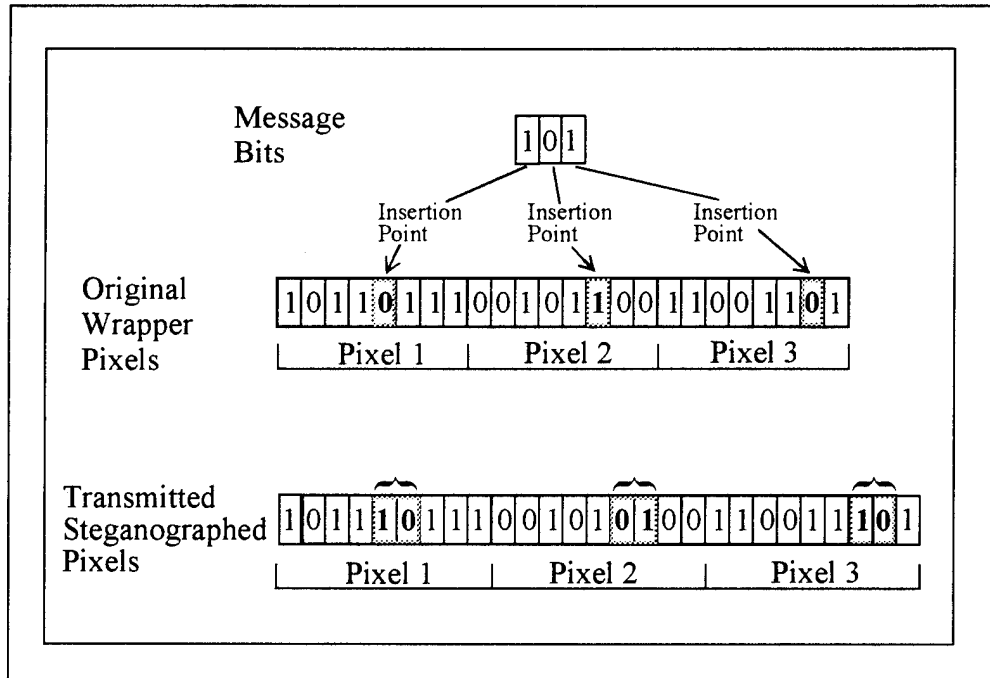 Message
Bits
101
Insertion
Point
Insertion
Point
Insertion
Point
Original
Wrapper
Pixels
101101110010110011001101
Pixel 1
Pixel 2
Pixel 3
Transmitted
Steganographed
Pixels
101110111001010100110011101
Pixel 1
Pixel 2
Pixel 3